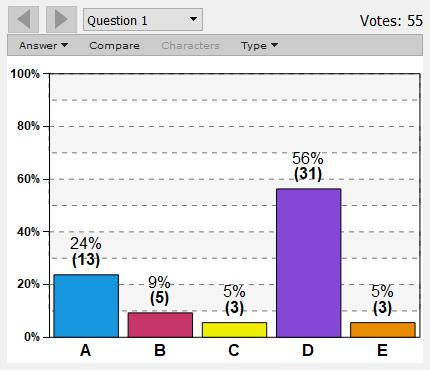 Question 1
Votes: 55
Answer
Compare
Characters
Type
100%
80%
60%
40%
20%
0%
24%
(13)
9%
(5)
5%
(3)
56%
(31)
5%
(3)
A
B
C
D
E